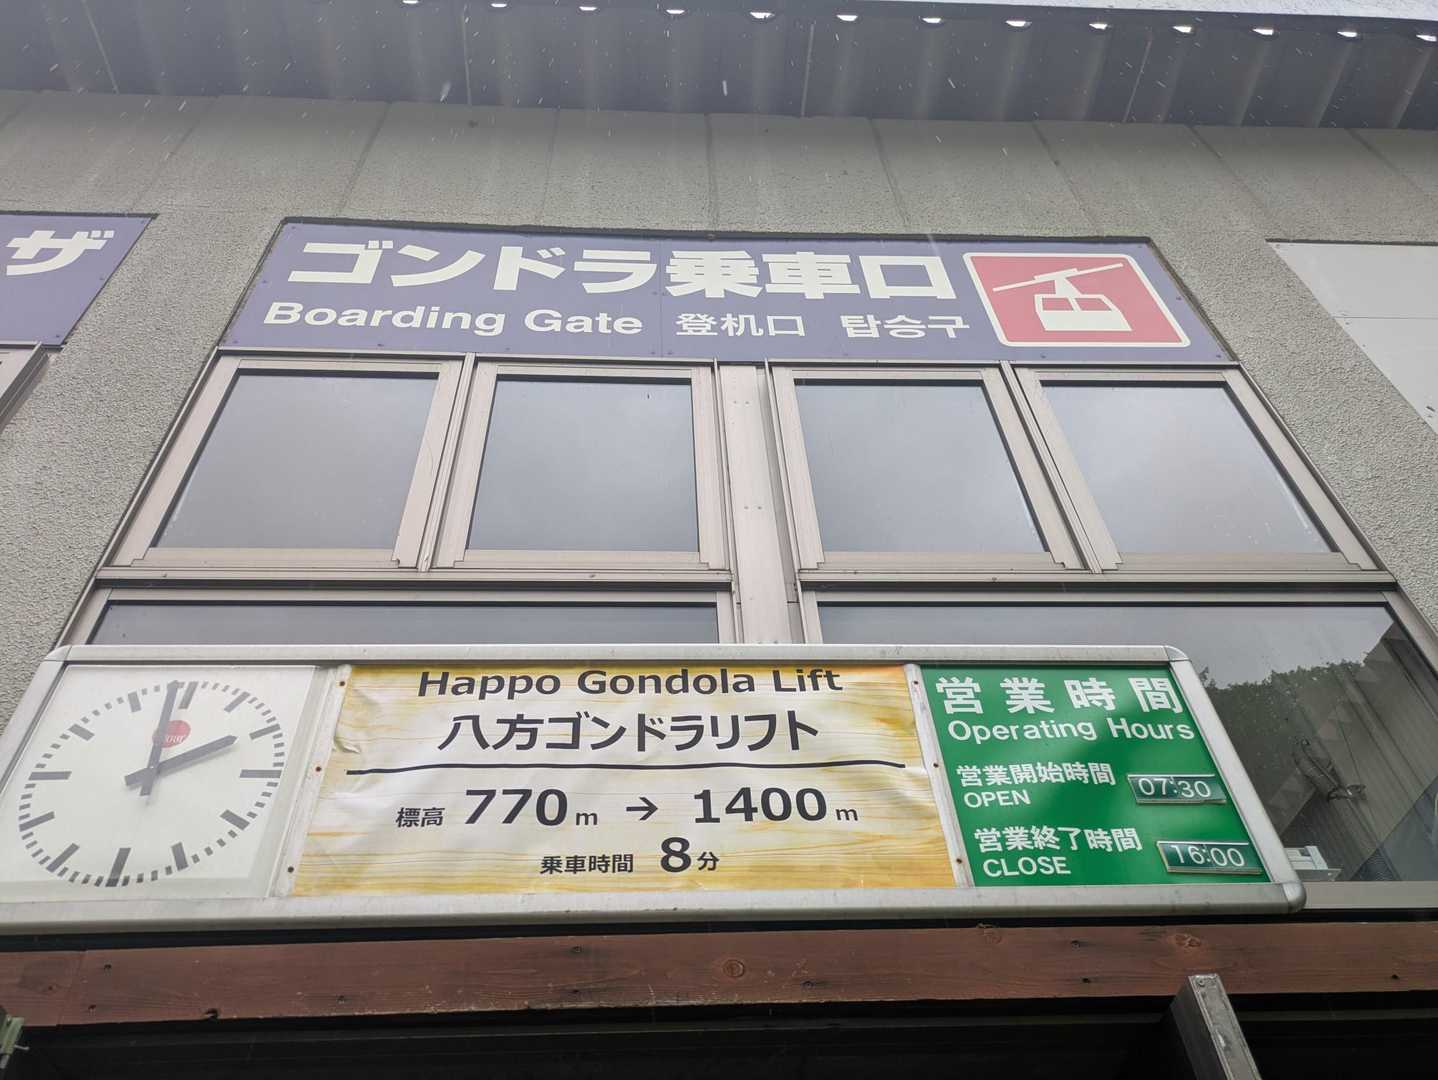 ザ
ゴンドラ乗車口
Boarding Gate 登机口 탑승구
Happo Gondola Lift
八方ゴンドラリフト
標高 770m → 1400m
乗車時間 8分
営業時間
Operating Hours
営業開始時間
OPEN 07:30
営業終了時間
CLOSE 16:00